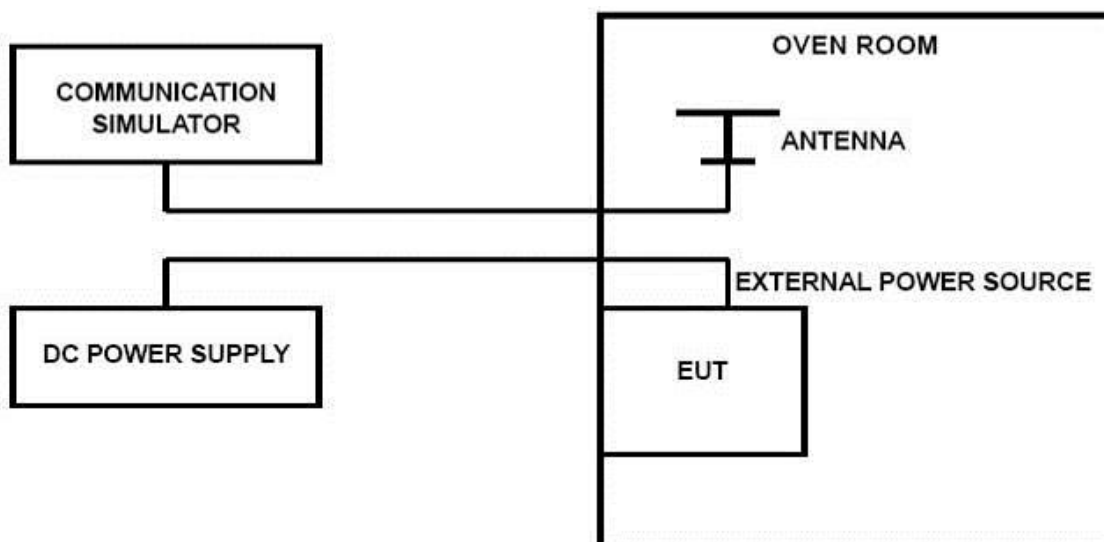 OVEN ROOM
COMMUNICATION
SIMULATOR
ANTENNA
EXTERNAL POWER SOURCE
DC POWER SUPPLY
EUT